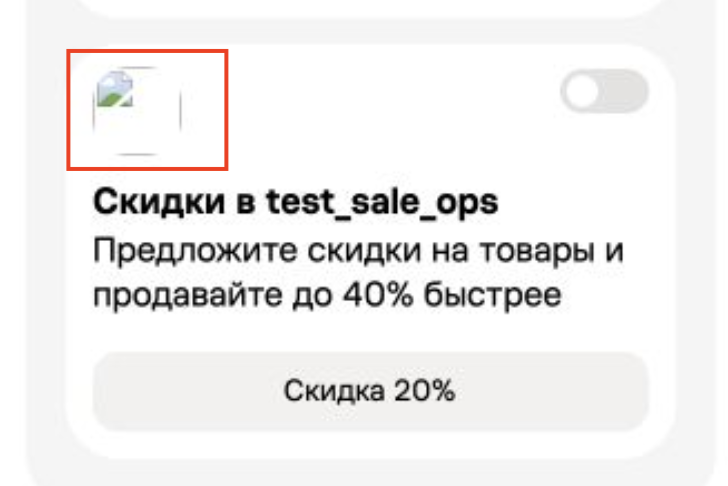 Скидки в test_sale_ops
Предложите скидки на товары и
продавайте до 40% быстрее
Скидка 20%